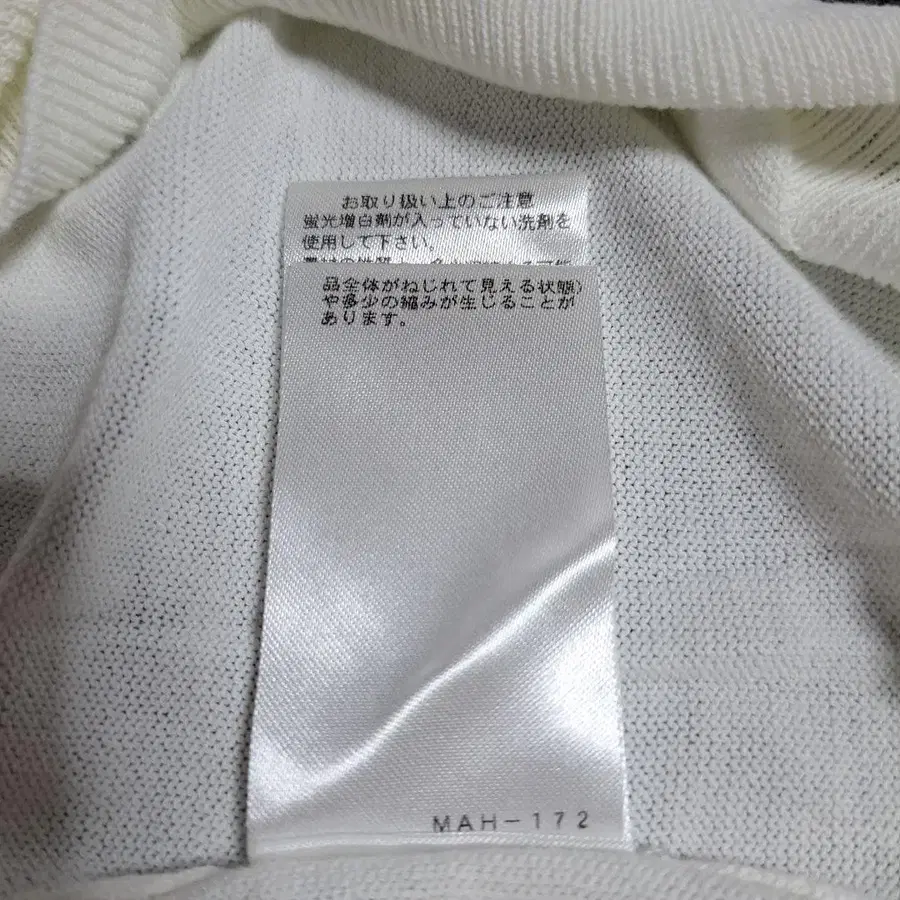 お取り扱い上のご注意
蛍光増白剤が入っていない洗剤を
使用して下さい。
品全体がねじれて見える状態)
や多少の縮みが生じることが
あります。
MAH-172